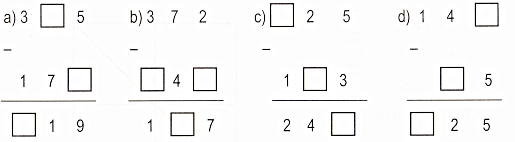 a) 3 □ 5 b) 3 7 2 c) □ 2 5 d) 1 4 □
– – – –
1 7 □ □ 4 □ 1 □ 3 □ 5
□ 1 9 1 □ 7 2 4 □ □ 2 5